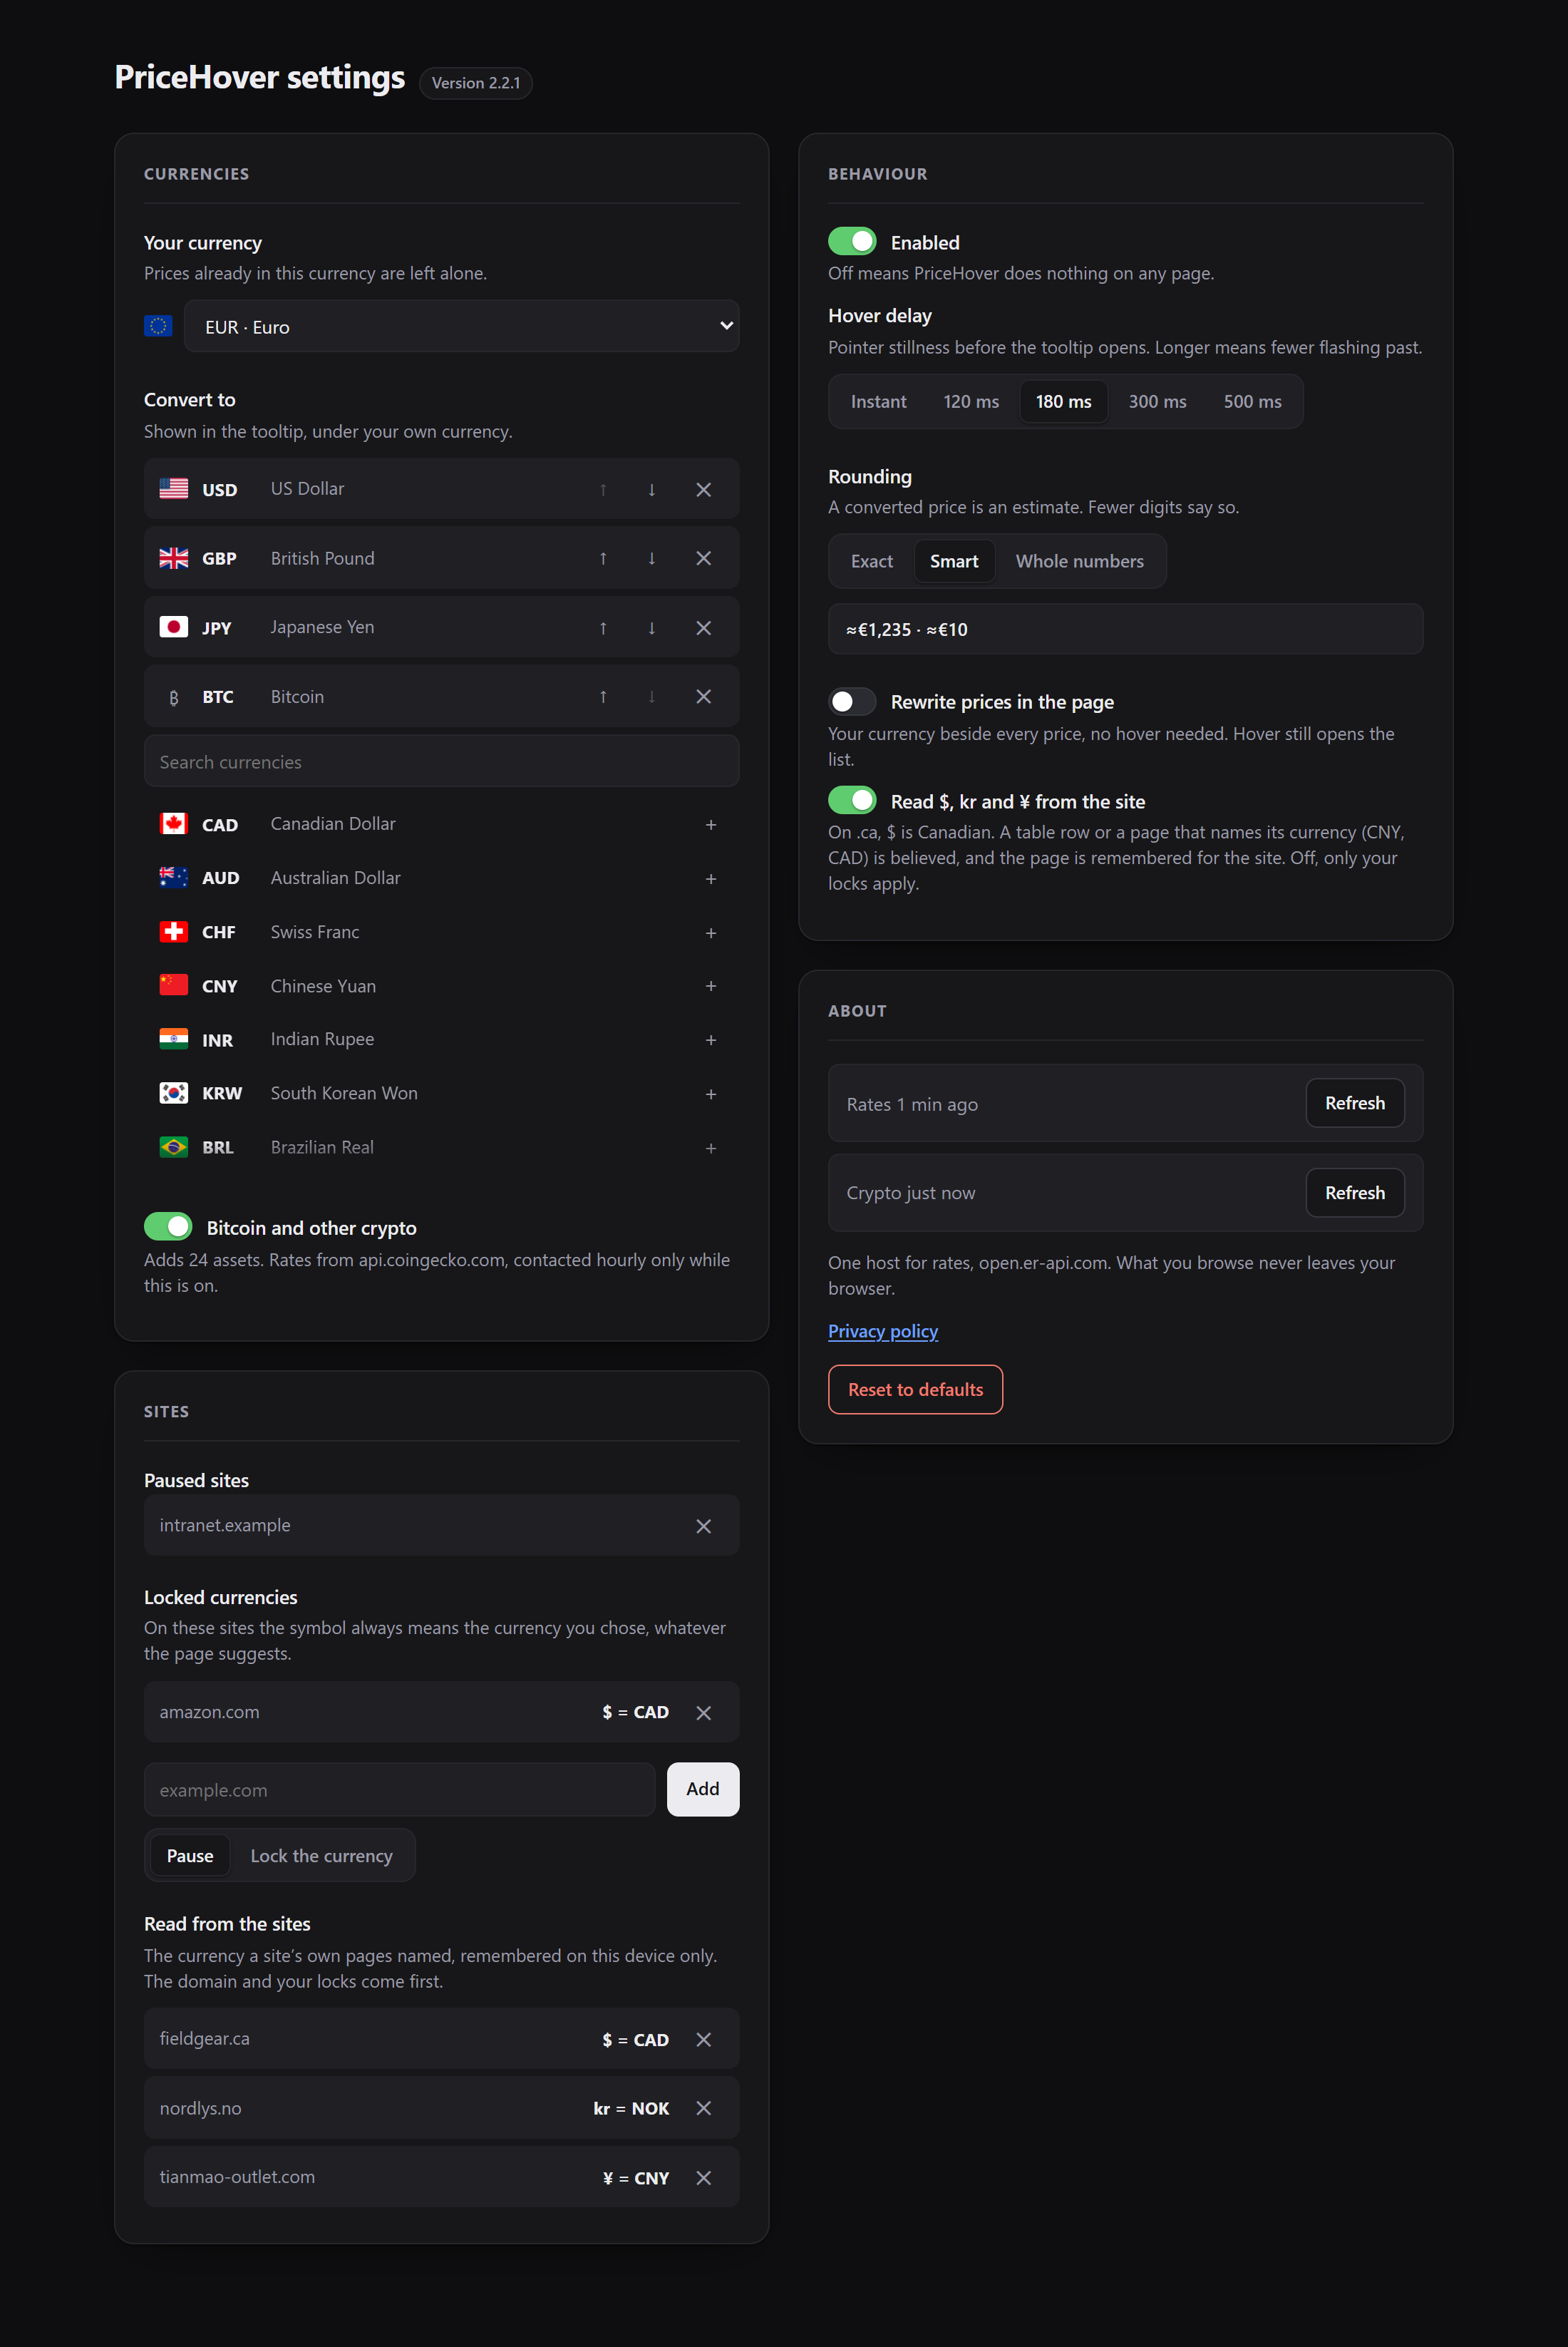 PriceHover settings
Version 2.2.1
CURRENCIES
Your currency
Prices already in this currency are left alone.
EUR · Euro
Convert to
Shown in the tooltip, under your own currency.
USD US Dollar ↑ ↓ ×
GBP British Pound ↑ ↓ ×
JPY Japanese Yen ↑ ↓ ×
₿ BTC Bitcoin ↑ ↓ ×
Search currencies
CAD Canadian Dollar +
AUD Australian Dollar +
CHF Swiss Franc +
CNY Chinese Yuan +
INR Indian Rupee +
KRW South Korean Won +
BRL Brazilian Real +
Bitcoin and other crypto
Adds 24 assets. Rates from api.coingecko.com, contacted hourly only while
this is on.
SITES
Paused sites
intranet.example ×
Locked currencies
On these sites the symbol always means the currency you chose, whatever
the page suggests.
amazon.com $ = CAD ×
example.com Add
Pause Lock the currency
Read from the sites
The currency a site’s own pages named, remembered on this device only.
The domain and your locks come first.
fieldgear.ca $ = CAD ×
nordlys.no kr = NOK ×
tianmao-outlet.com ¥ = CNY ×
BEHAVIOUR
Enabled
Off means PriceHover does nothing on any page.
Hover delay
Pointer stillness before the tooltip opens. Longer means fewer flashing past.
Instant 120 ms 180 ms 300 ms 500 ms
Rounding
A converted price is an estimate. Fewer digits say so.
Exact Smart Whole numbers
≈€1,235 · ≈€10
Rewrite prices in the page
Your currency beside every price, no hover needed. Hover still opens the
list.
Read $, kr and ¥ from the site
On .ca, $ is Canadian. A table row or a page that names its currency (CNY,
CAD) is believed, and the page is remembered for the site. Off, only your
locks apply.
ABOUT
Rates 1 min ago Refresh
Crypto just now Refresh
One host for rates, open.er-api.com. What you browse never leaves your
browser.
Privacy policy
Reset to defaults